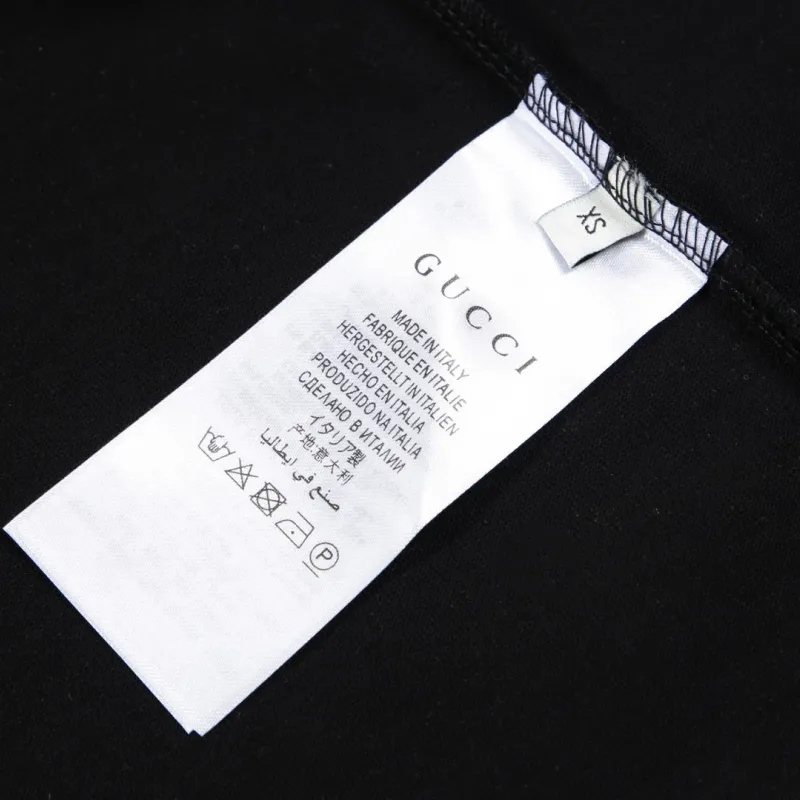 XS
GUCCI
MADE IN ITALY
FABRIQUE EN ITALIE
HERGESTELLT IN ITALIEN
HECHO EN ITALIA
PRODUZIDO NA ITALIA
СДЕЛАНО В ИТАЛИИ
イタリア製
产地意大利
صنع في ايطاليا
P